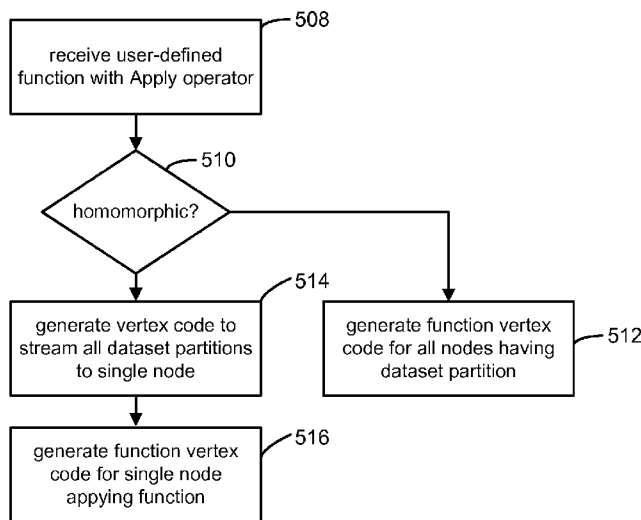 508
receive user-defined
function with Apply operator
510
homomorphic?
514
generate vertex code to
stream all dataset partitions
to single node
generate function vertex
code for all nodes having
dataset partition
512
516
generate function vertex
code for single node
appying function